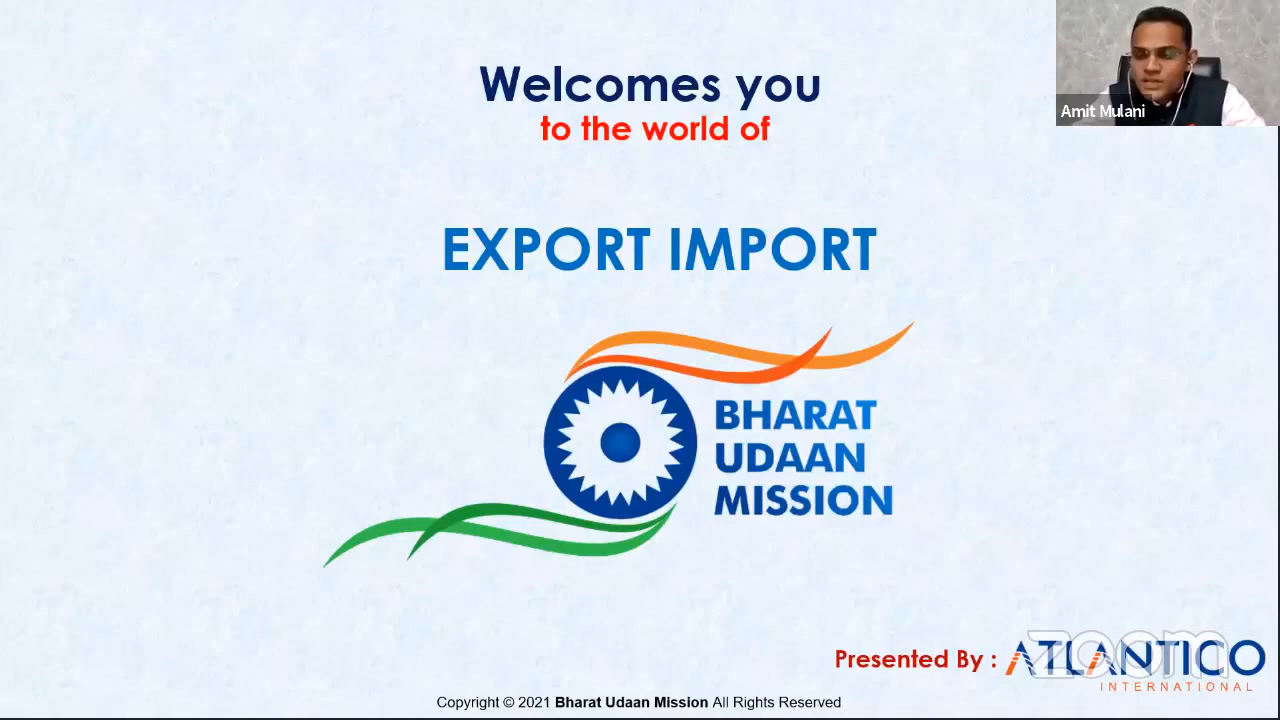 Welcomes you
to the world of
Amit Mulani
EXPORT IMPORT
BHARAT
UDAAN
MISSION
Presented By : ATLANTICO
INTERNATIONAL
zoom
Copyright © 2021 Bharat Udaan Mission All Rights Reserved